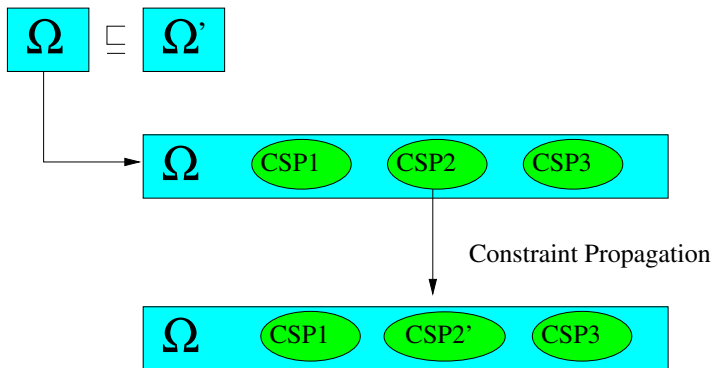 Ω ⊑ Ω’
Ω CSP1 CSP2 CSP3
Constraint Propagation
Ω CSP1 CSP2’ CSP3